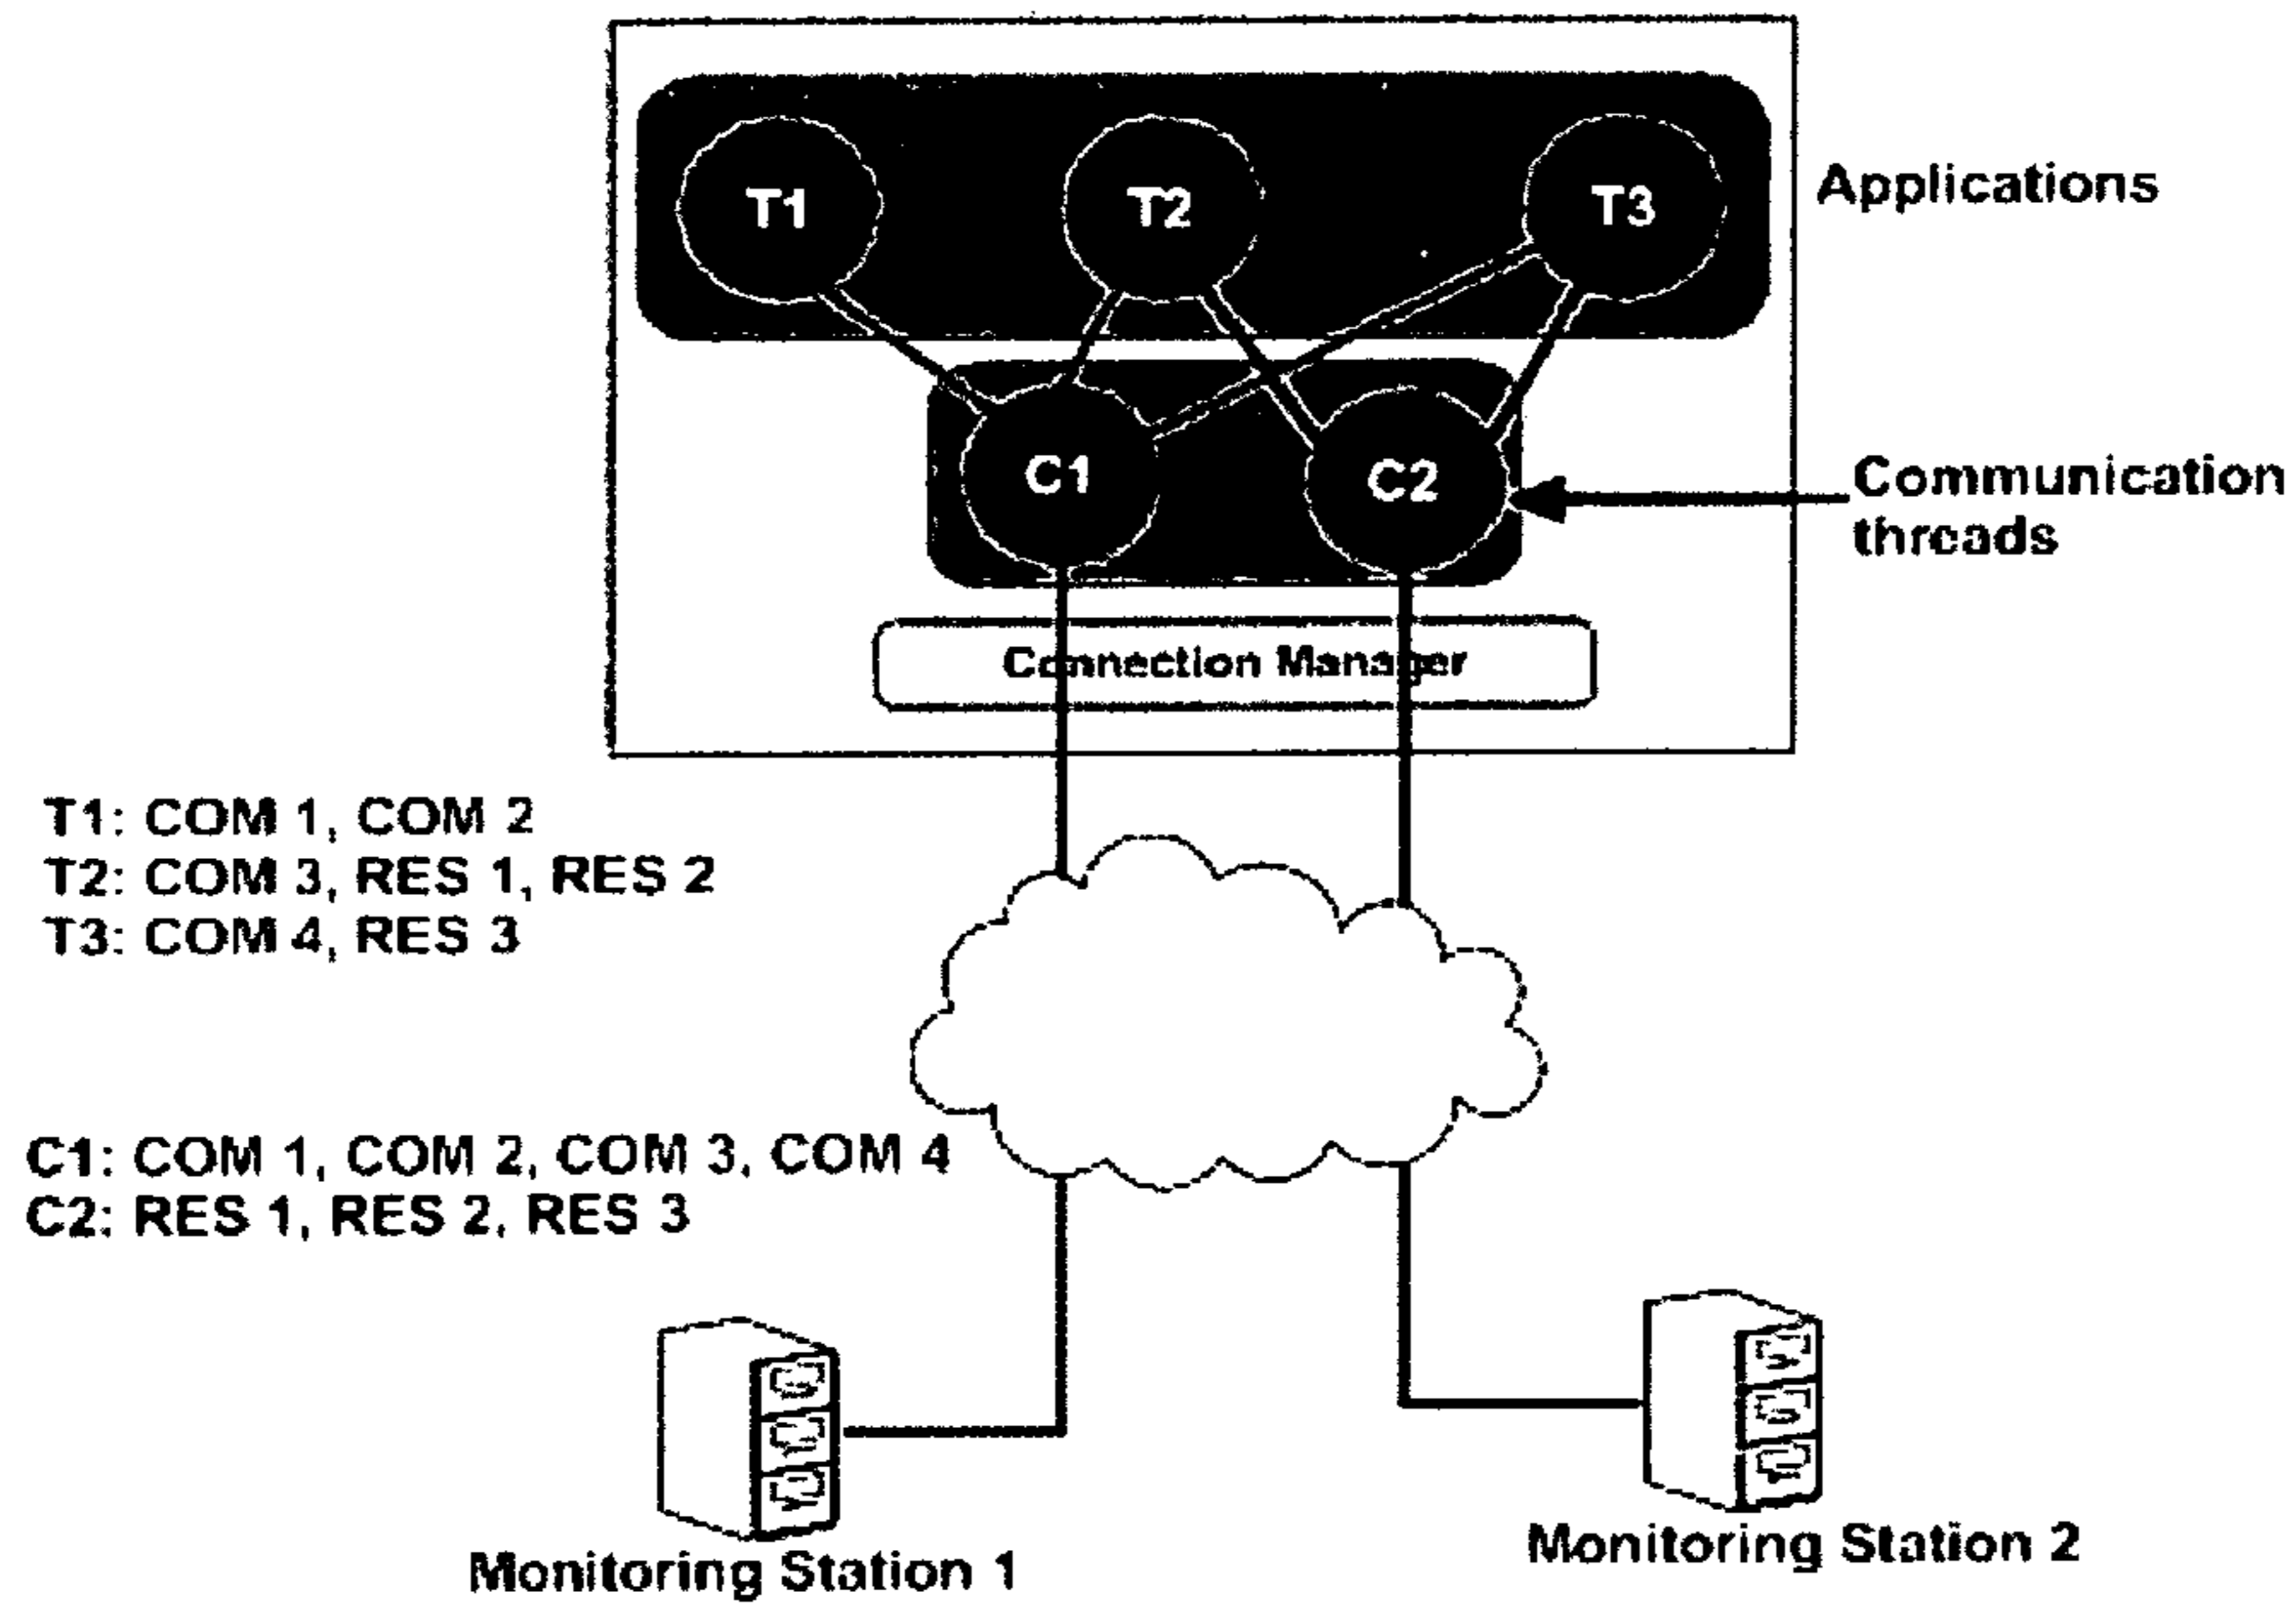 T1
T2
T3
Applications
C1
C2
Communication
threads
Connection Manager
T1: COM 1, COM 2
T2: COM 3, RES 1, RES 2
T3: COM 4, RES 3
C1: COM 1, COM 2, COM 3, COM 4
C2: RES 1, RES 2, RES 3
Monitoring Station 1
Monitoring Station 2